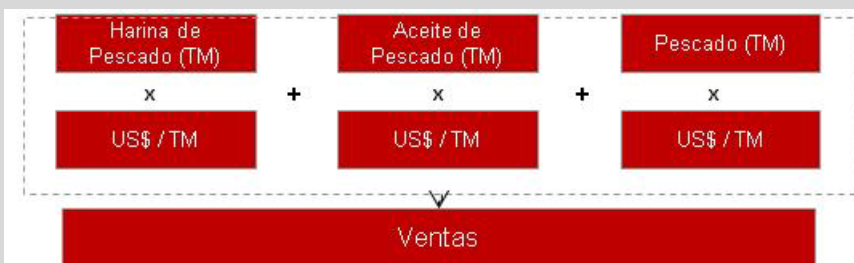 Harina de
Pescado (TM)
Aceite de
Pescado (TM)
Pescado (TM)
x + x + x
US$ / TM
US$ / TM
US$ / TM
Ventas